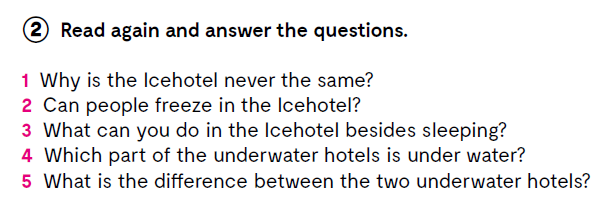 2 Read again and answer the questions.
1 Why is the Icehotel never the same?
2 Can people freeze in the Icehotel?
3 What can you do in the Icehotel besides sleeping?
4 Which part of the underwater hotels is under water?
5 What is the difference between the two underwater hotels?